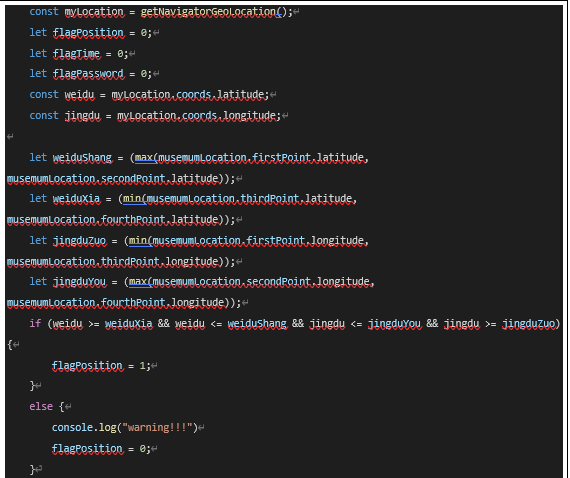 const myLocation = getNavigatorGeoLocation();
let flagPosition = 0;
let flagTime = 0;
let flagPassword = 0;
const weidu = myLocation.coords.latitude;
const jingdu = myLocation.coords.longitude;
let weiduShang = (max(musemumLocation.firstPoint.latitude,
musemumLocation.secondPoint.latitude));
let weiduXia = (min(musemumLocation.thirdPoint.latitude,
musemumLocation.fourthPoint.latitude));
let jingduZuo = (min(musemumLocation.firstPoint.longitude,
musemumLocation.thirdPoint.longitude));
let jingduYou = (max(musemumLocation.secondPoint.longitude,
musemumLocation.fourthPoint.longitude));
if (weidu >= weiduXia && weidu <= weiduShang && jingdu <= jingduYou && jingdu >= jingduZuo)
{
flagPosition = 1;
}
else {
console.log("warning!!!")
flagPosition = 0;
}